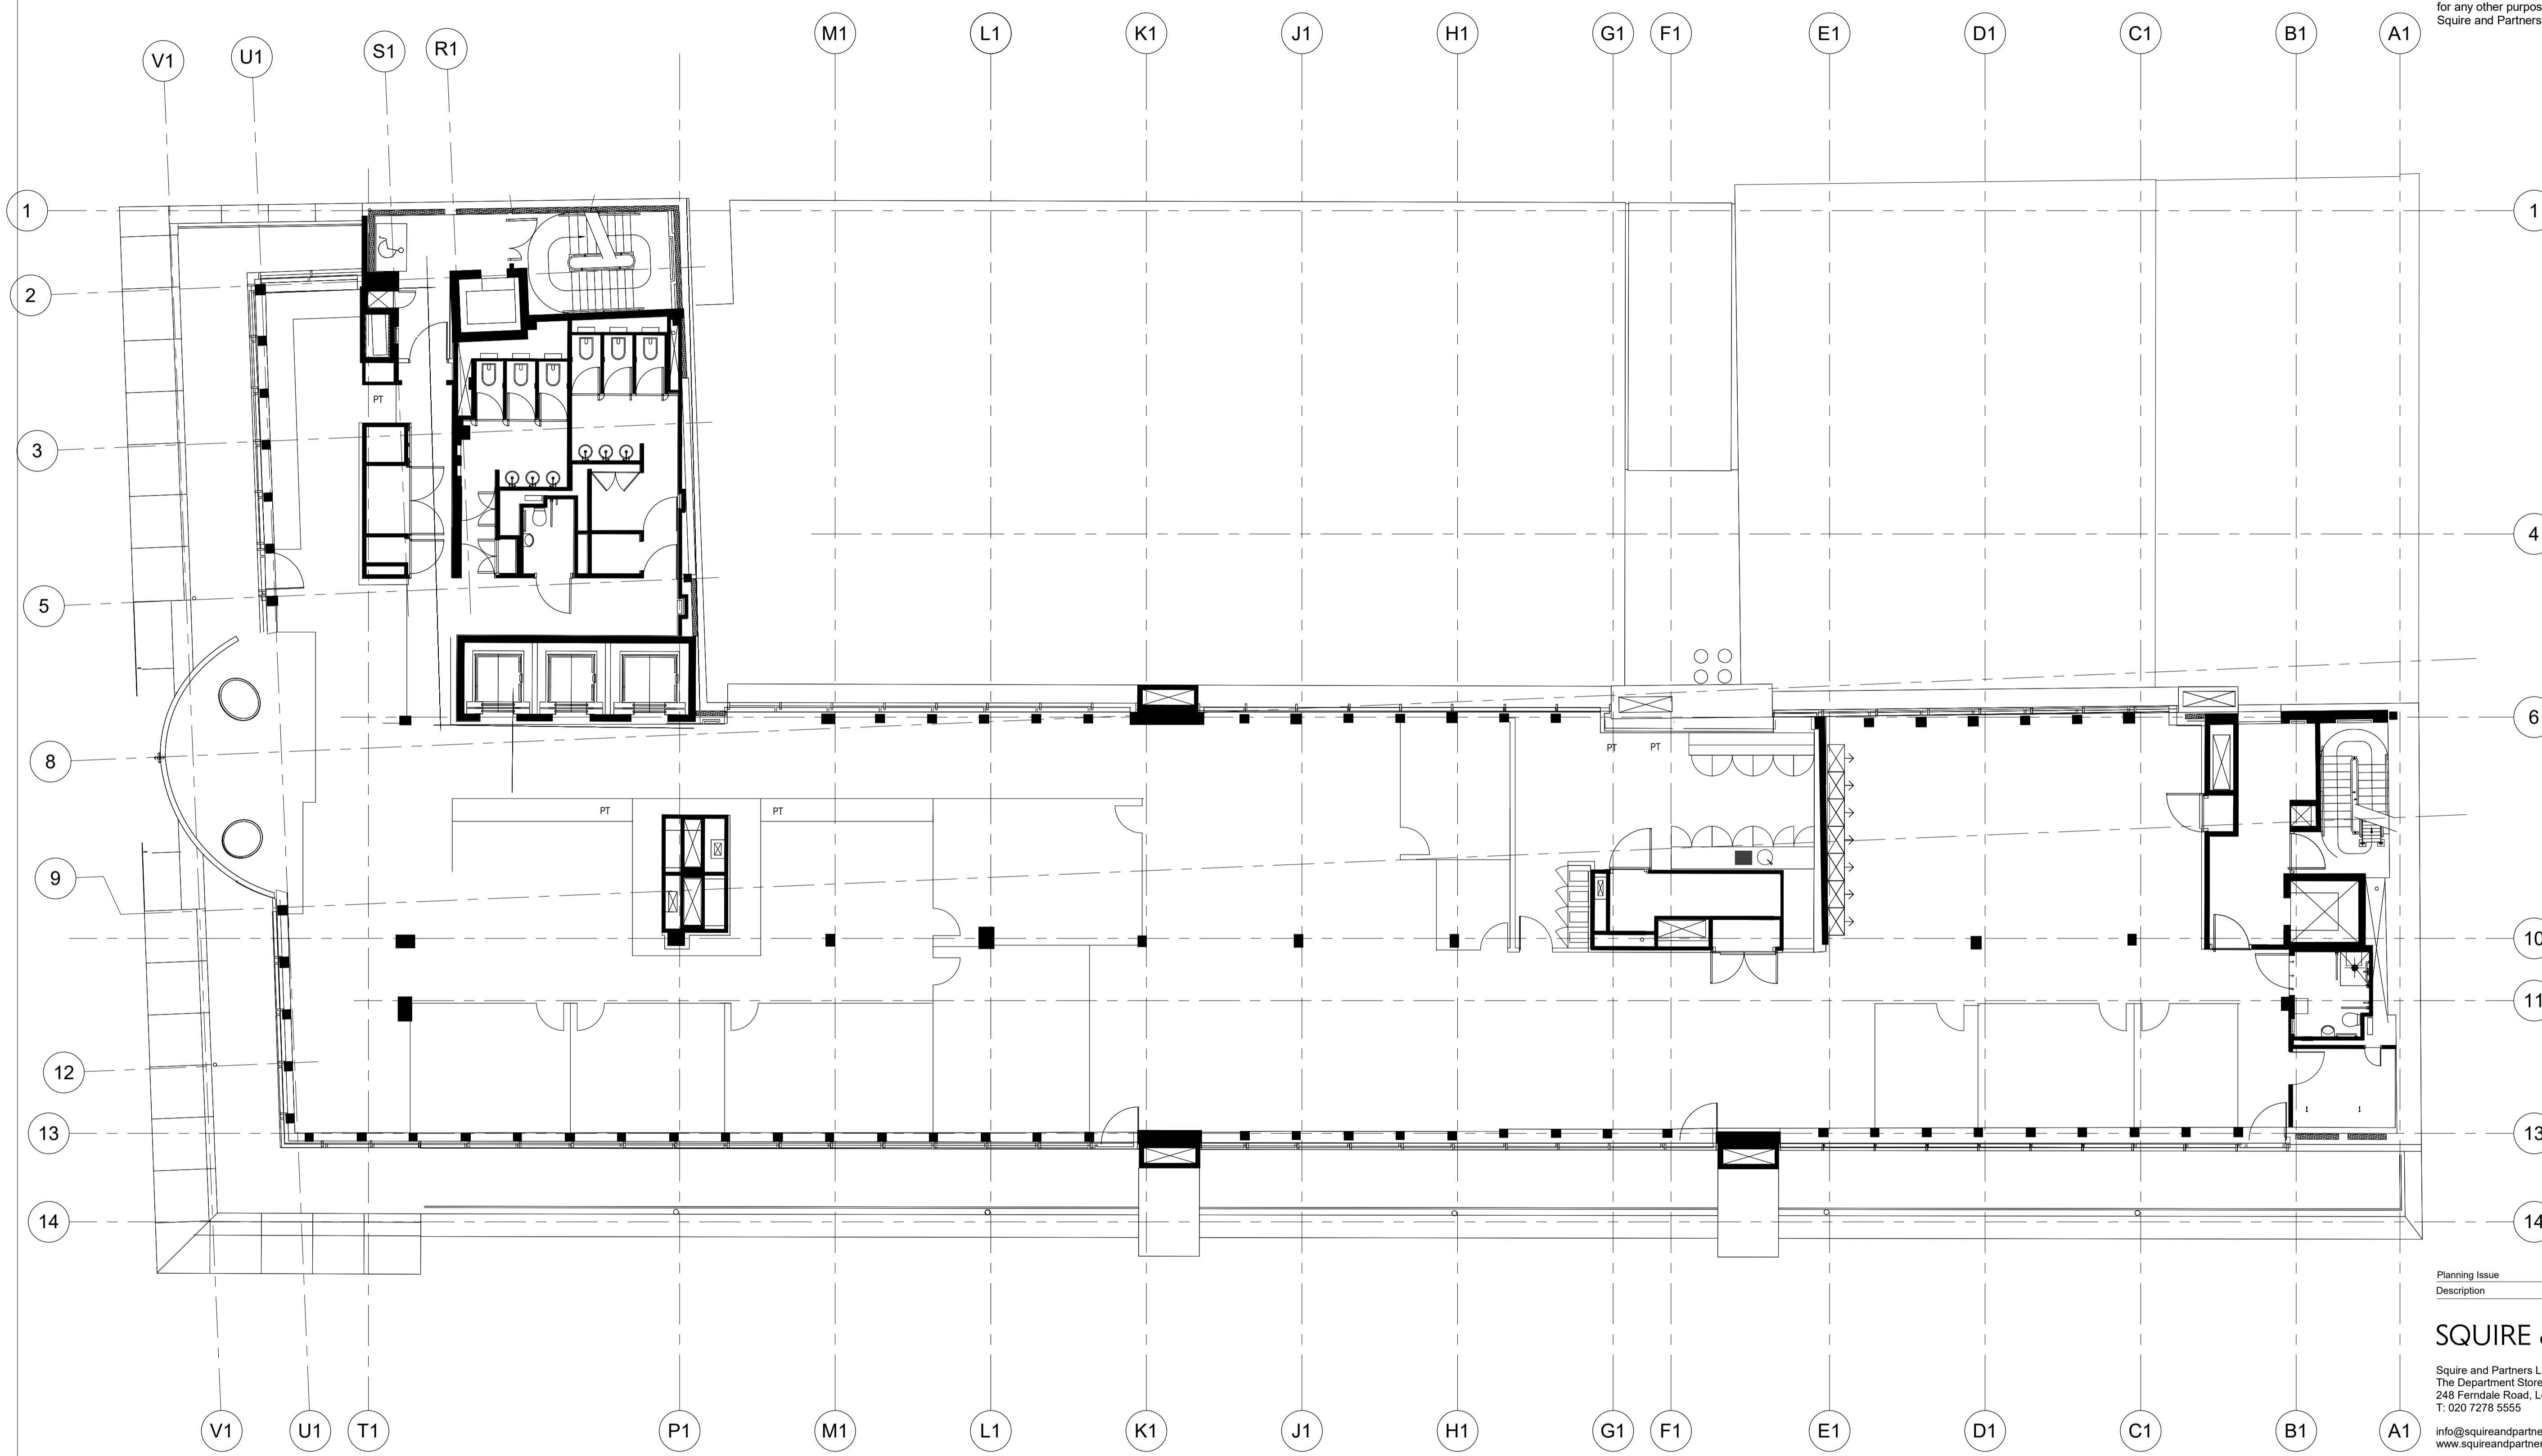 for any other purpos
Squire and Partners
V1 U1 S1 R1 M1 L1 K1 J1 H1 G1 F1 E1 D1 C1 B1 A1
1 1
2
PT
3
4
5
6
PT PT
8
PT PT
9
10
11
12
13 13
14 14
Planning Issue
Description
SQUIRE
Squire and Partners L
The Department Store
248 Ferndale Road, L
T: 020 7278 5555
info@squireandpartne
www.squireandpartne
V1 U1 T1 P1 M1 L1 K1 J1 H1 G1 F1 E1 D1 C1 B1 A1